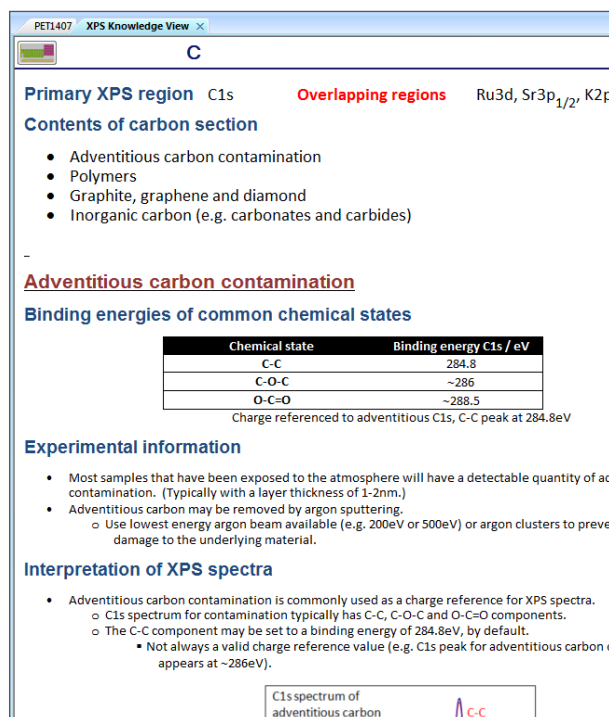 PET1407 XPS Knowledge View ×
C
Primary XPS region C1s Overlapping regions Ru3d, Sr3p1/2, K2p
Contents of carbon section
• Adventitious carbon contamination
• Polymers
• Graphite, graphene and diamond
• Inorganic carbon (e.g. carbonates and carbides)
Adventitious carbon contamination
Binding energies of common chemical states
Chemical state Binding energy C1s / eV
C-C 284.8
C-O-C ~286
O-C=O ~288.5
Charge referenced to adventitious C1s, C-C peak at 284.8eV
Experimental information
• Most samples that have been exposed to the atmosphere will have a detectable quantity of
contamination. (Typically with a layer thickness of 1-2nm.)
• Adventitious carbon may be removed by argon sputtering.
o Use lowest energy argon beam available (e.g. 200eV or 500eV) or argon clusters to
damage to the underlying material.
Interpretation of XPS spectra
• Adventitious carbon contamination is commonly used as a charge reference for XPS spectra.
o C1s spectrum for contamination typically has C-C, C-O-C and O-C=O components.
o The C-C component may be set to a binding energy of 284.8eV, by default.
▪ Not always a valid charge reference value (e.g. C1s peak for adventitious carbon
appears at ~286eV).
C1s spectrum of
adventitious carbon
C-C